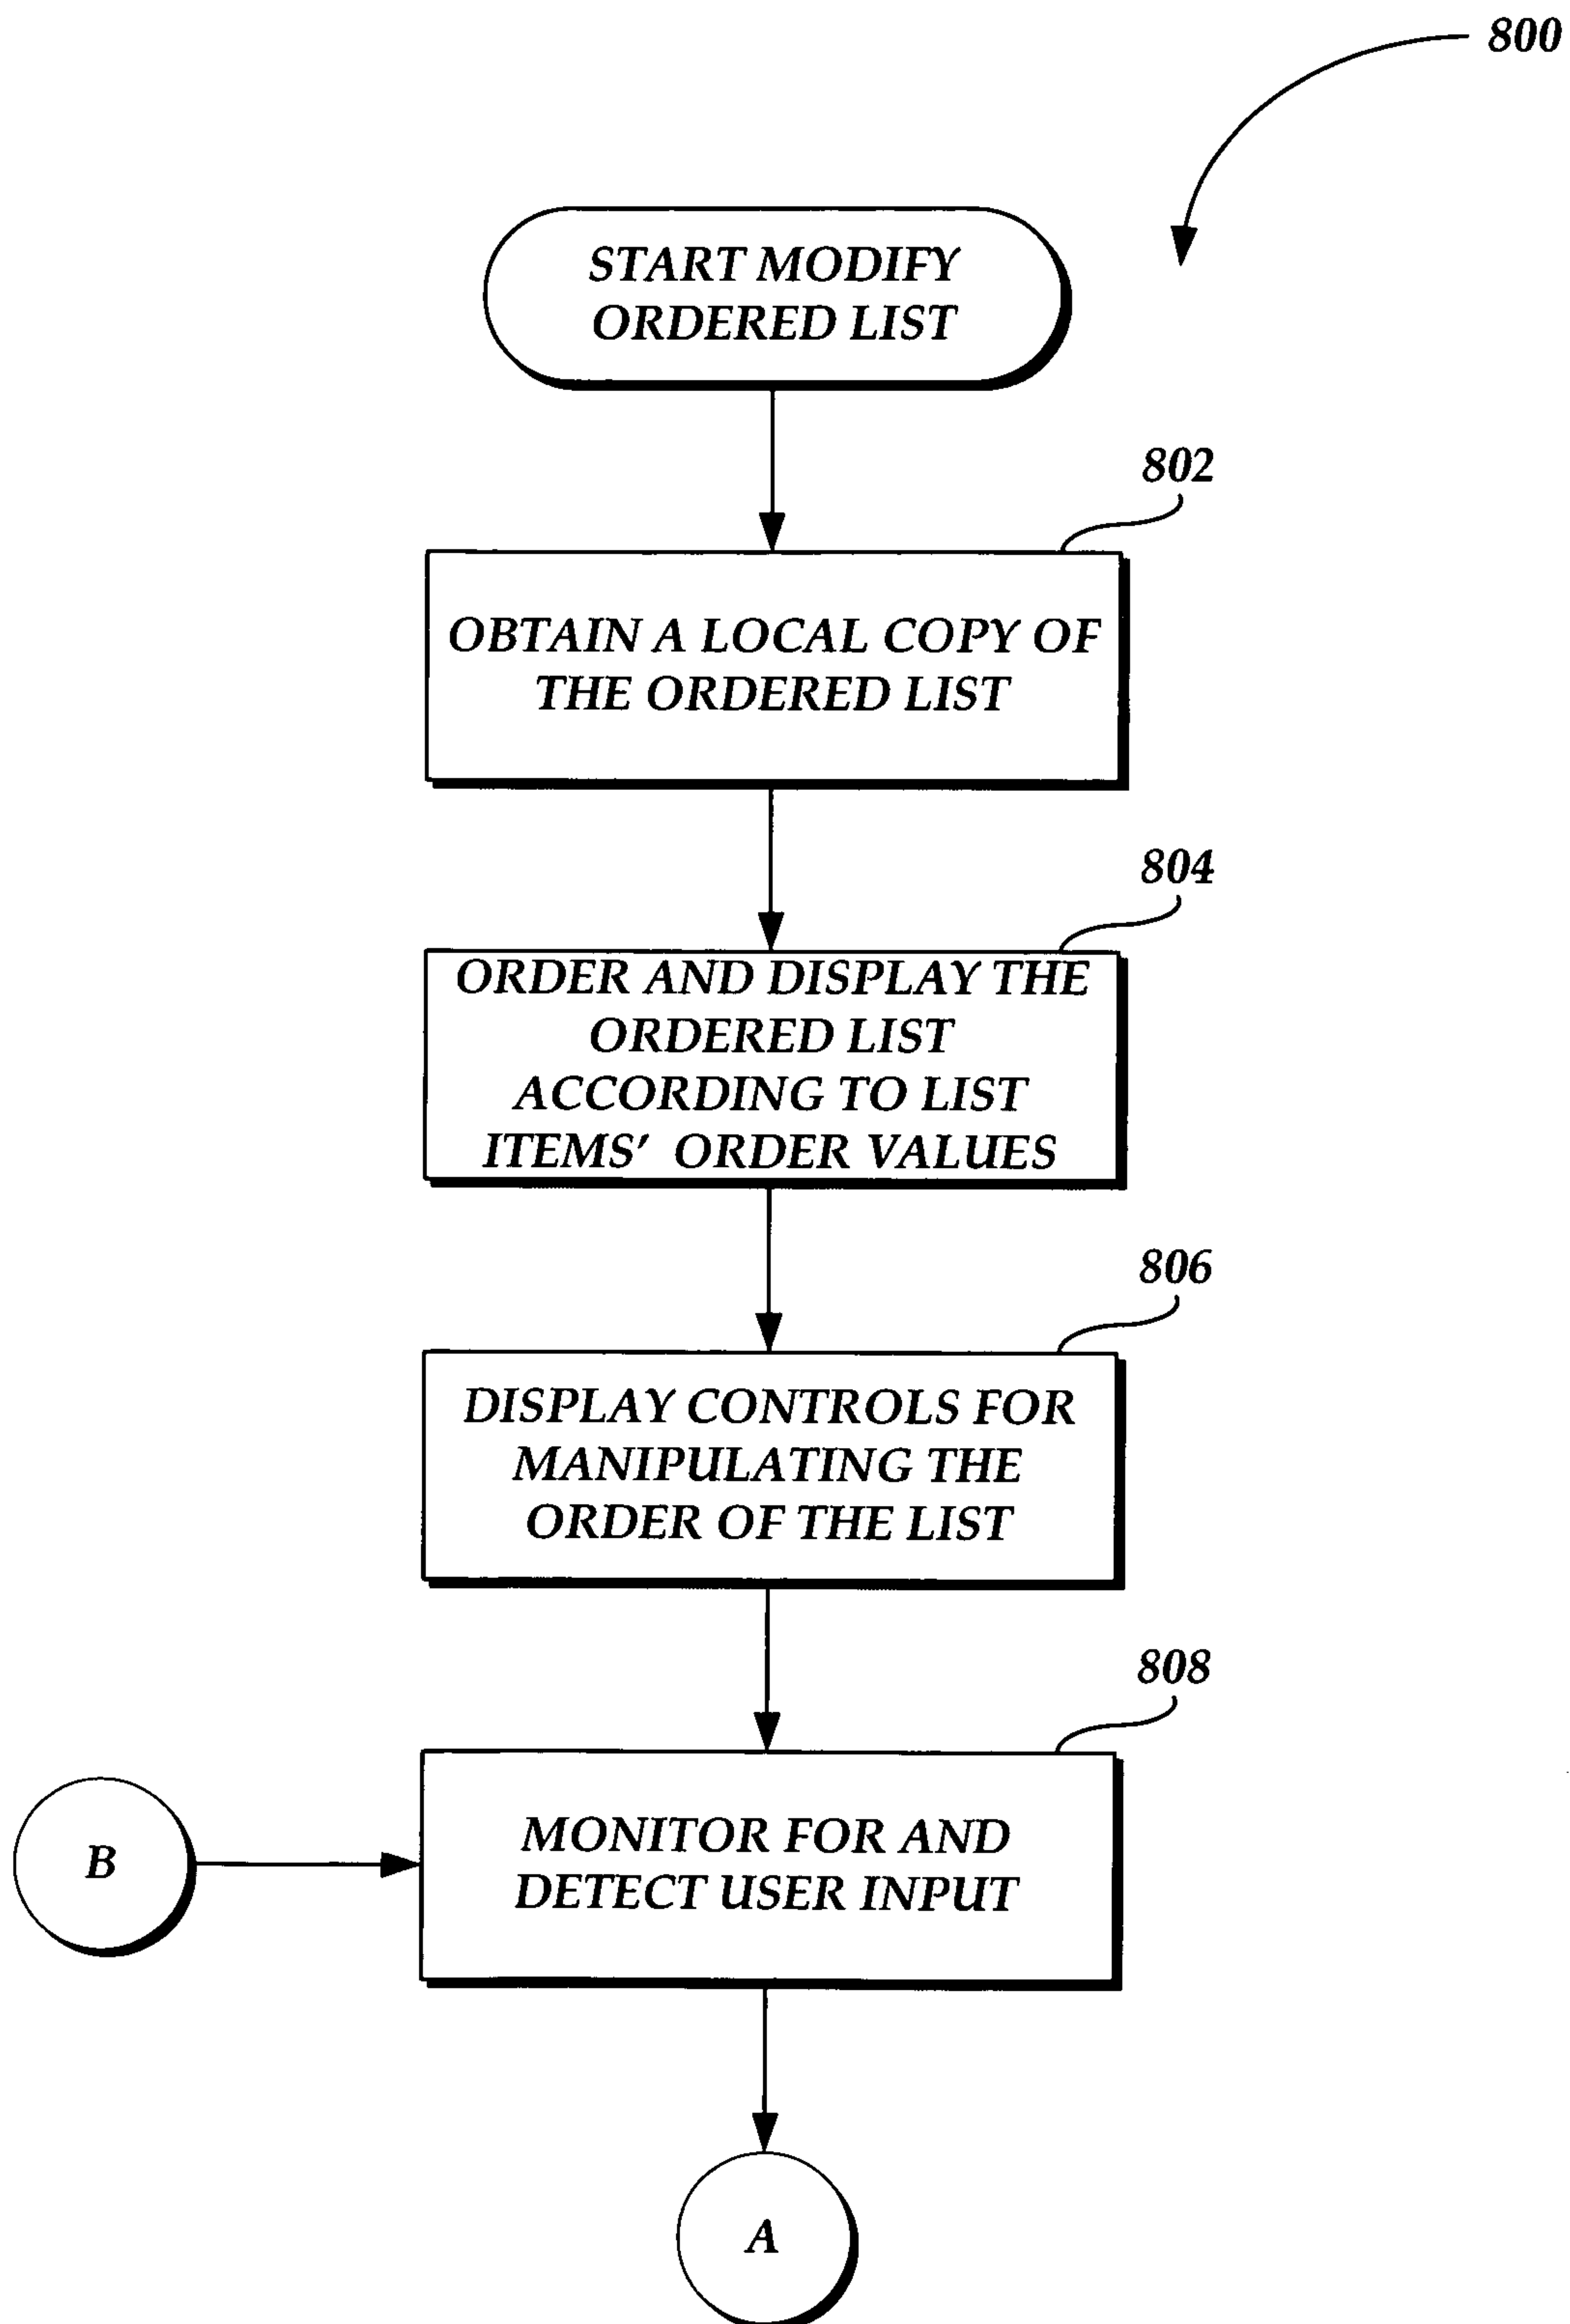 800
START MODIFY
ORDERED LIST
802
OBTAIN A LOCAL COPY OF
THE ORDERED LIST
804
ORDER AND DISPLAY THE
ORDERED LIST
ACCORDING TO LIST
ITEMS' ORDER VALUES
806
DISPLAY CONTROLS FOR
MANIPULATING THE
ORDER OF THE LIST
808
MONITOR FOR AND
DETECT USER INPUT
B
A